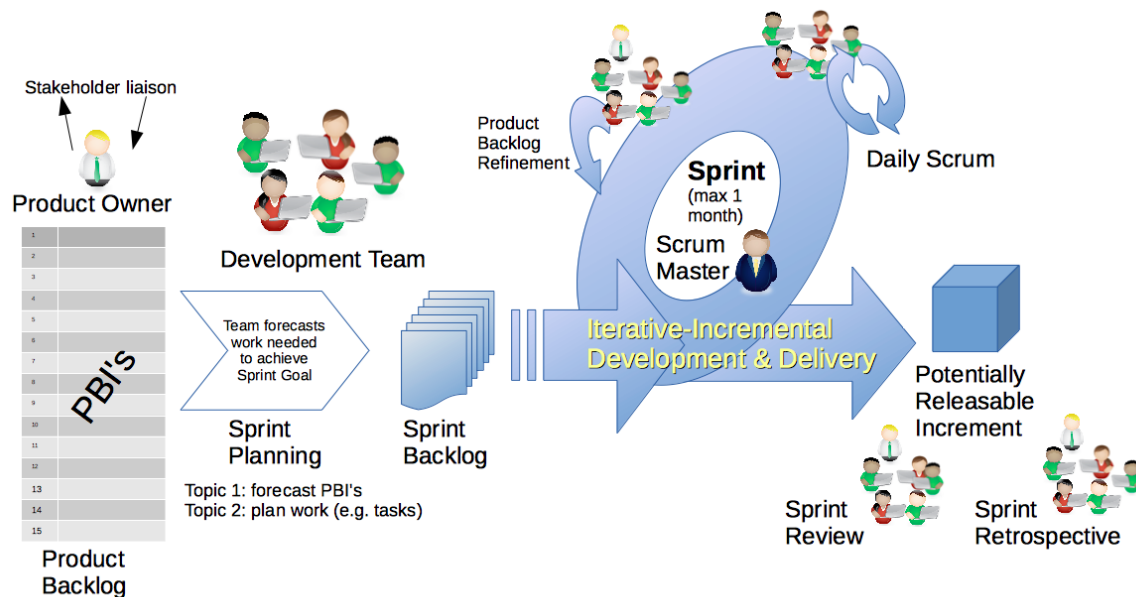 Stakeholder liaison
Product Owner
1
2
3
4
5
6
7
8
9
10
11
12
13
14
15
PBI's
Product
Backlog
Development Team
Team forecasts
work needed
to achieve
Sprint Goal
Sprint
Planning
Topic 1: forecast PBI's
Topic 2: plan work (e.g. tasks)
Sprint
Backlog
Product
Backlog
Refinement
Sprint
(max 1
month)
Scrum
Master
Daily Scrum
Iterative-Incremental
Development & Delivery
Potentially
Releasable
Increment
Sprint
Review
Sprint
Retrospective